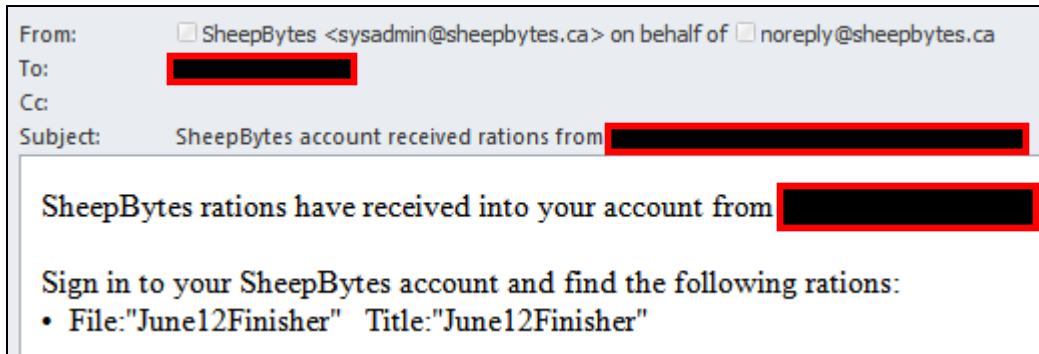 From: SheepBytes <sysadmin@sheepbytes.ca> on behalf of noreply@sheepbytes.ca
To:
Cc:
Subject: SheepBytes account received rations from
SheepBytes rations have received into your account from
Sign in to your SheepBytes account and find the following rations:
• File:"June12Finisher" Title:"June12Finisher"